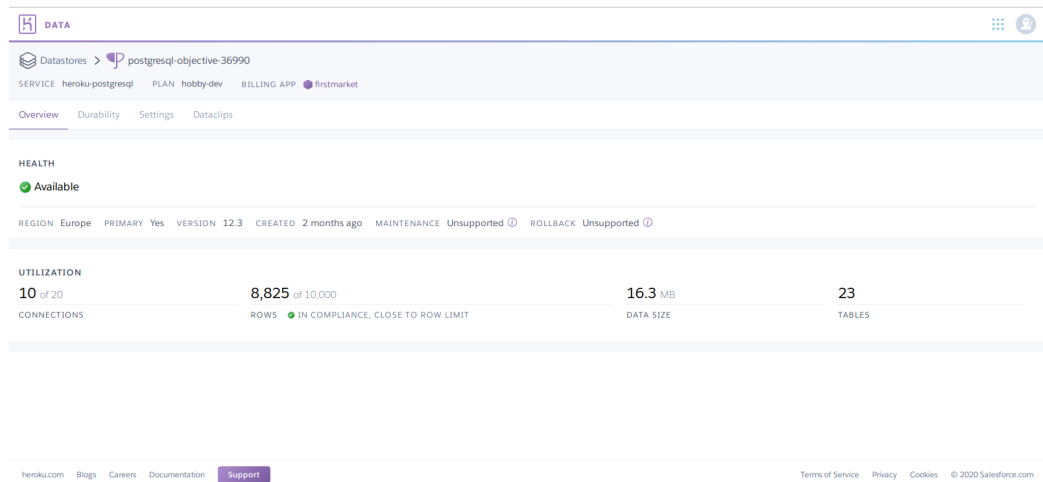 DATA
Datastores > postgresql-objective-36990
SERVICE heroku-postgresql PLAN hobby-dev BILLING APP firstmarket
Overview Durability Settings Dataclips
HEALTH
Available
REGION Europe PRIMARY Yes VERSION 12.3 CREATED 2 months ago MAINTENANCE Unsupported ROLLBACK Unsupported
UTILIZATION
10 of 20 8,825 of 10,000 16.3 MB 23
CONNECTIONS ROWS IN COMPLIANCE, CLOSE TO ROW LIMIT DATA SIZE TABLES
heroku.com Blogs Careers Documentation Support Terms of Service Privacy Cookies © 2020 Salesforce.com